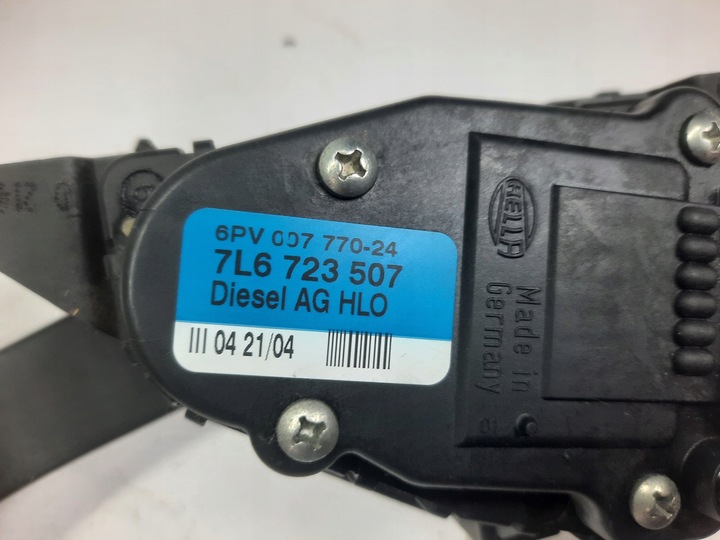 6PV 007 770-24
7L6 723 507
Diesel AG HLO
III 04 21/04
HELLA
Made in
Germany